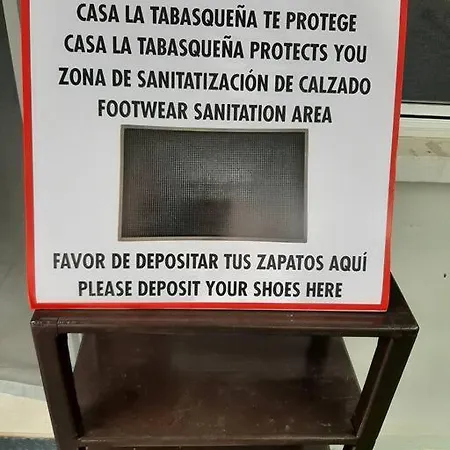 CASA LA TABASQUEÑA TE PROTEGE
CASA LA TABASQUEÑA PROTECTS YOU
ZONA DE SANITATIZACIÓN DE CALZADO
FOOTWEAR SANITATION AREA
FAVOR DE DEPOSITAR TUS ZAPATOS AQUÍ
PLEASE DEPOSIT YOUR SHOES HERE